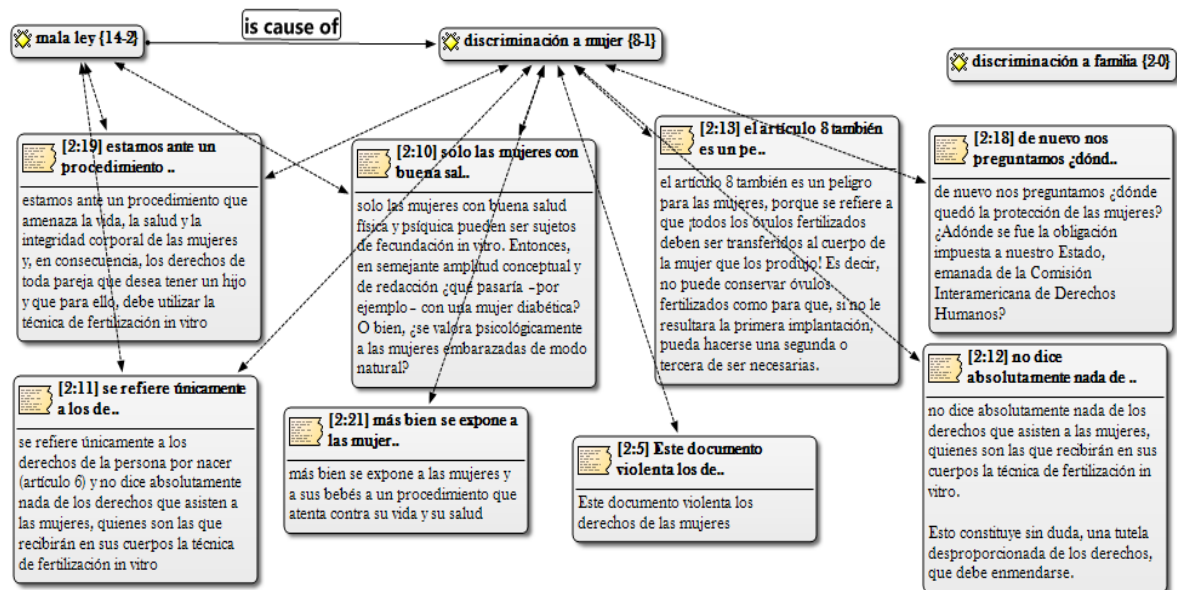 mala ley {14-2}
is cause of
discriminación a mujer {8-1}
discriminación a familia {2-0}
[2:19] estamos ante un
procedimiento ..
estamos ante un procedimiento que
amenaza la vida, la salud y la
integridad corporal de las mujeres
y, en consecuencia, los derechos de
toda pareja que desea tener un hijo
y que para ello, debe utilizar la
técnica de fertilización in vitro
[2:10] sólo las mujeres con
buena sal..
solo las mujeres con buena salud
física y psíquica pueden ser sujetos
de fecundación in vitro. Entonces,
en semejante amplitud conceptual y
de redacción ¿qué pasaría –por
ejemplo– con una mujer diabética?
O bien, ¿se valora psicológicamente
a las mujeres embarazadas de modo
natural?
[2:13] el artículo 8 también
es un pe..
el artículo 8 también es un peligro
para las mujeres, porque se refiere a
a que ¡todos los óvulos fertilizados
deben ser transferidos al cuerpo de
la mujer que los produjo! Es decir,
no puede conservar óvulos
fertilizados como para que, si no le
resultara la primera implantación,
pueda hacerse una segunda o
tercera de ser necesarias.
[2:18] de nuevo nos
preguntamos ¿dónd..
de nuevo nos preguntamos ¿dónde
quedó la protección de las mujeres?
¿Adónde se fue la obligación
impuesta a nuestro Estado,
emanada de la Comisión
Interamericana de Derechos
Humanos?
[2:11] se refiere únicamente
a los de..
se refiere únicamente a los
derechos de la persona por nacer
(artículo 6) y no dice absolutamente
nada de los derechos que asisten a
las mujeres, quienes son las que
recibirán en sus cuerpos la técnica
de fertilización in vitro
[2:21] más bien se expone a
las mujer..
más bien se expone a las mujeres y
a sus bebés a un procedimiento que
atenta contra su vida y su salud
[2:5] Este documento
violenta los de..
Este documento violenta los
derechos de las mujeres
[2:12] no dice
absolutamente nada de ..
no dice absolutamente nada de los
derechos que asisten a las mujeres,
quienes son las que recibirán en sus
cuerpos la técnica de fertilización in
vitro.
Esto constituye sin duda, una tutela
desproporcionada de los derechos,
que debe enmendarse.